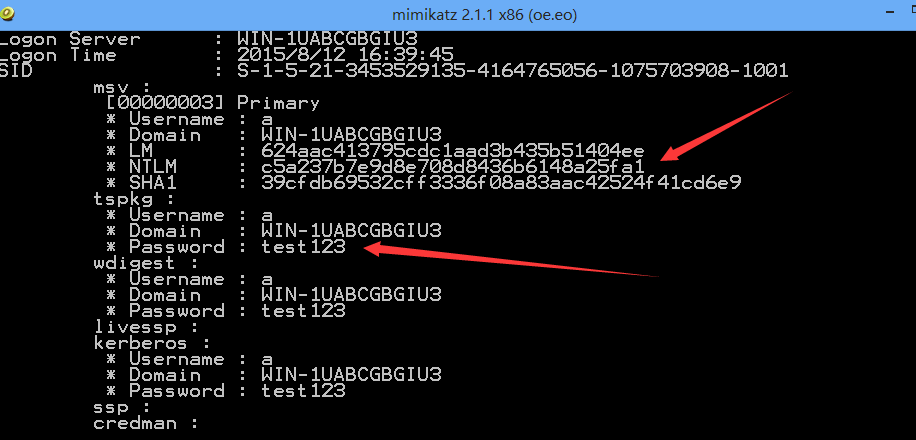 mimikatz 2.1.1 x86 (oe.eo)
Logon Server : WIN-1UABCGBGIU3
Logon Time : 2015/8/12 16:39:45
SID : S-1-5-21-3453529135-4164765056-1075703908-1001
msv :
[00000003] Primary
* Username : a
* Domain : WIN-1UABCGBGIU3
* LM : 624aac413795cdc1aad3b435b51404ee
* NTLM : c5a237b7e9d8e708d8436b6148a25fa1
* SHA1 : 39cfdb69532cff3336f08a83aac42524f41cd6e9
tspkg :
* Username : a
* Domain : WIN-1UABCGBGIU3
* Password : test123
wdigest :
* Username : a
* Domain : WIN-1UABCGBGIU3
* Password : test123
livessp :
kerberos :
* Username : a
* Domain : WIN-1UABCGBGIU3
* Password : test123
ssp :
credman :